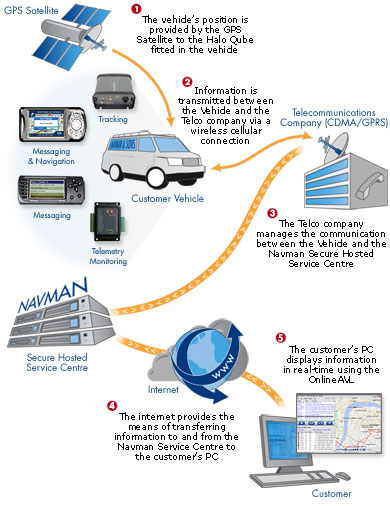 GPS Satellite
1
The vehicle's position is
provided by the GPS
Satellite to the Halo Qube
fitted in the vehicle
2
Information is
transmitted between
the Vehicle and the
Telco company via a
wireless cellular
connection
Tracking
Messaging
& Navigation
Messaging
Telemetry
Monitoring
Customer Vehicle
Telecommunications
Company (CDMA/GPRS)
3
The Telco company
manages the communication
between the Vehicle and the
Navman Secure Hosted
Service Centre
NAVMAN
Secure Hosted
Service Centre
WWW
Internet
4
The internet provides the
means of transferring
information to and from the
Navman Service Centre to
the customer's PC
5
The customer's PC
displays information
in real-time using the
OnlineAVL
Customer